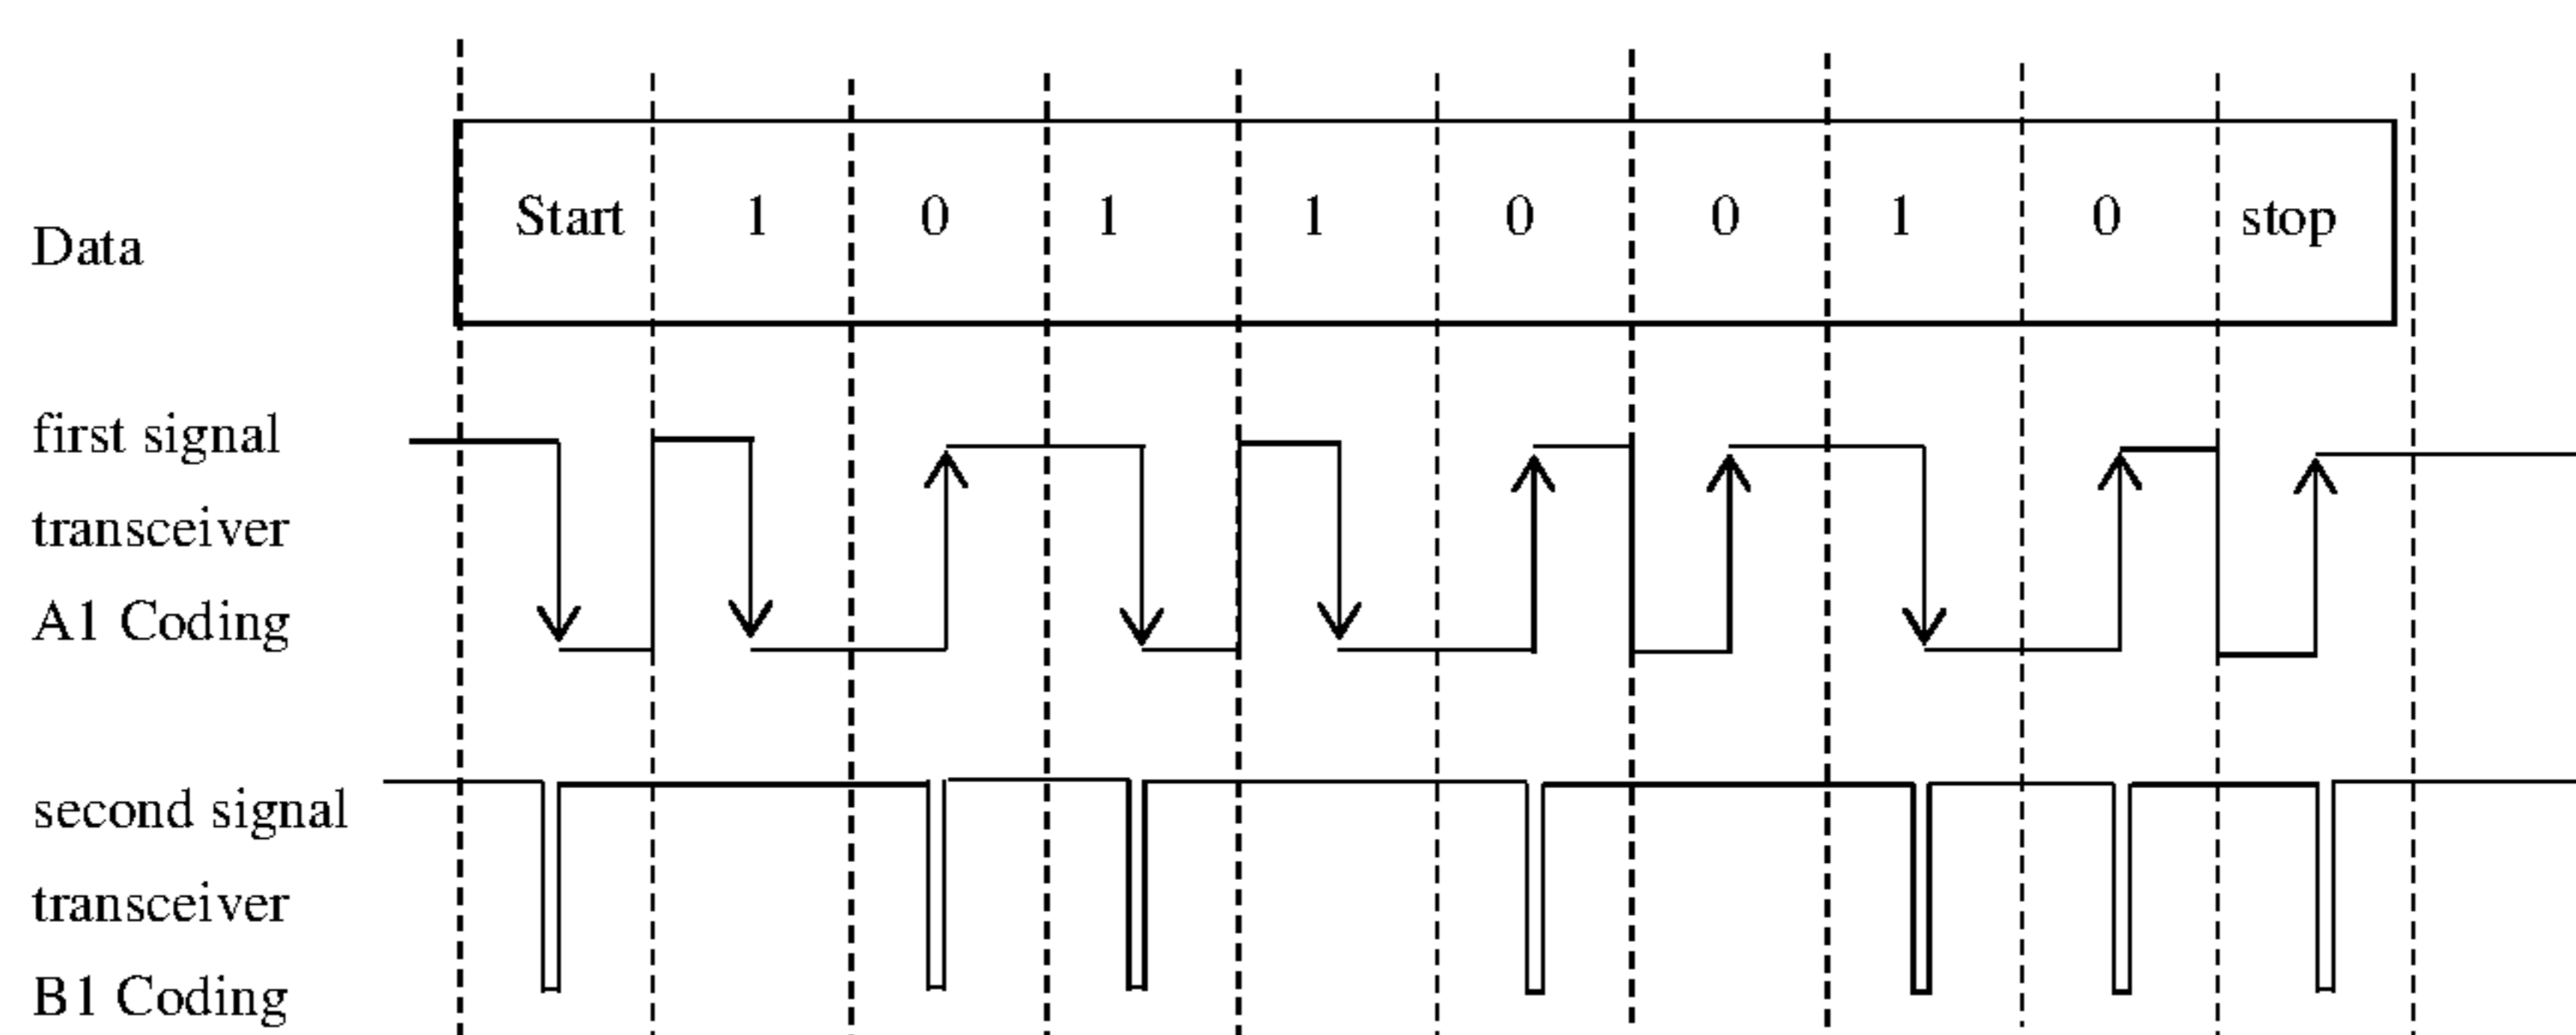 Data
Start 1 0 1 1 0 0 1 0 stop
first signal
transceiver
A1 Coding
second signal
transceiver
B1 Coding